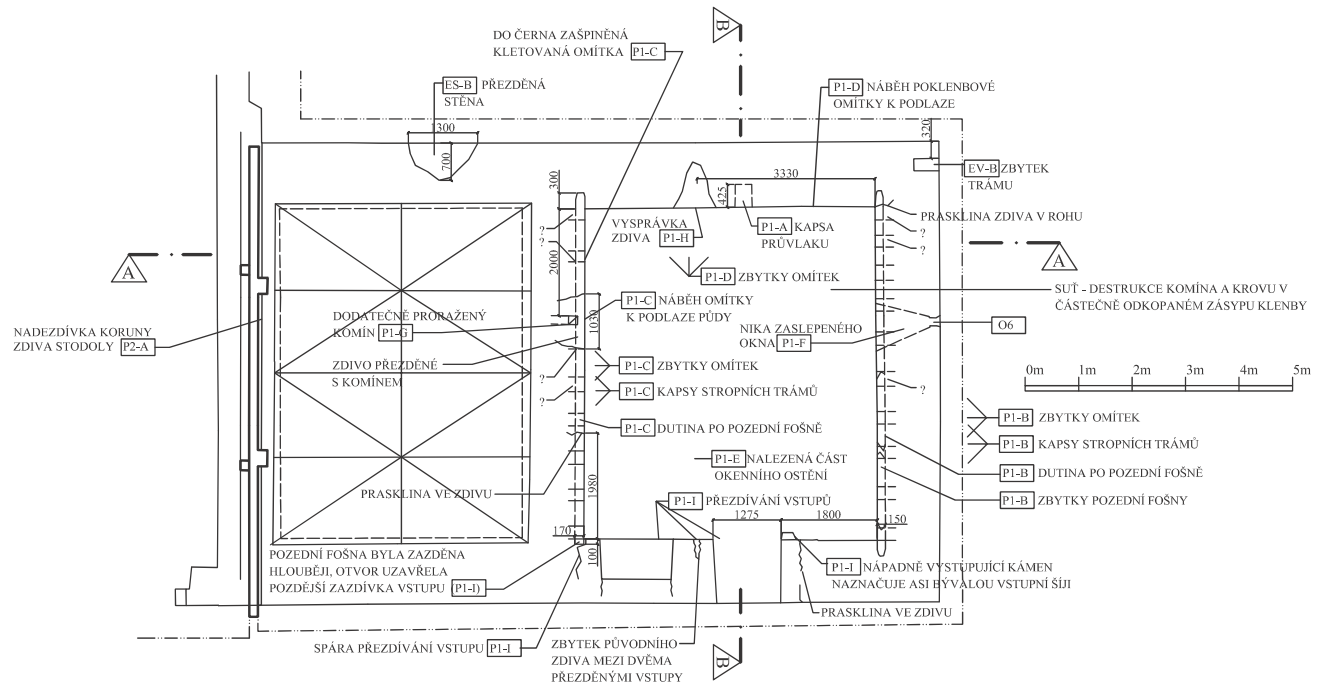 B
DO ČERNA ZAŠPINĚNÁ
KLETOVANÁ OMÍTKA P1-C
ES-B PŘEZDĚNÁ
STĚNA
P1-D NÁBĚH POKLENBOVÉ
OMÍTKY K PODLAZE
1300
700
320
EV-B ZBYTEK
TRÁMU
3330
300
425
PRASKLINA ZDIVA V ROHU
VYSPRÁVKA
ZDIVA P1-H
P1-A KAPSA
PRŮVLAKU
?
?
?
?
A
A
2000
P1-D ZBYTKY OMÍTEK
SUŤ - DESTRUKCE KOMÍNA A KROVU V
ČÁSTEČNĚ ODKOPANÉM ZÁSYPU KLENBY
P1-C NÁBĚH OMÍTKY
K PODLAZE PŮDY
1030
DODATEČNĚ PRORAŽENÝ
KOMÍN P1-G
NIKA ZASLEPENÉHO
OKNA P1-F
O6
NADEZDÍVKA KORUNY
ZDIVA STODOLY P2-A
ZDIVO PŘEZDĚNÉ
S KOMÍNEM
P1-C ZBYTKY OMÍTEK
?
?
?
P1-C KAPSY STROPNÍCH TRÁMŮ
0m 1m 2m 3m 4m 5m
P1-B ZBYTKY OMÍTEK
P1-C DUTINA PO POZEDNÍ FOŠNĚ
P1-B KAPSY STROPNÍCH TRÁMŮ
P1-E NALEZENÁ ČÁST
OKENNÍHO OSTĚNÍ
P1-B DUTINA PO POZEDNÍ FOŠNĚ
PRASKLINA VE ZDIVU
1980
P1-I PŘEZDÍVÁNÍ VSTUPŮ
P1-B ZBYTKY POZEDNÍ FOŠNY
1275
1800
150
170
100
POZEDNÍ FOŠNA BYLA ZAZDĚNA
HLOUBĚJI, OTVOR UZAVŘELA
POZDĚJŠÍ ZAZDÍVKA VSTUPU (P1-I)
P1-I NÁPADNĚ VYSTUPUJÍCÍ KÁMEN
NAZNAČUJE ASI BÝVALOU VSTUPNÍ ŠÍJI
PRASKLINA VE ZDIVU
SPÁRA PŘEZDÍVÁNÍ VSTUPU P1-I
ZBYTEK PŮVODNÍHO
ZDIVA MEZI DVĚMA
PŘEZDĚNÝMI VSTUPY
B